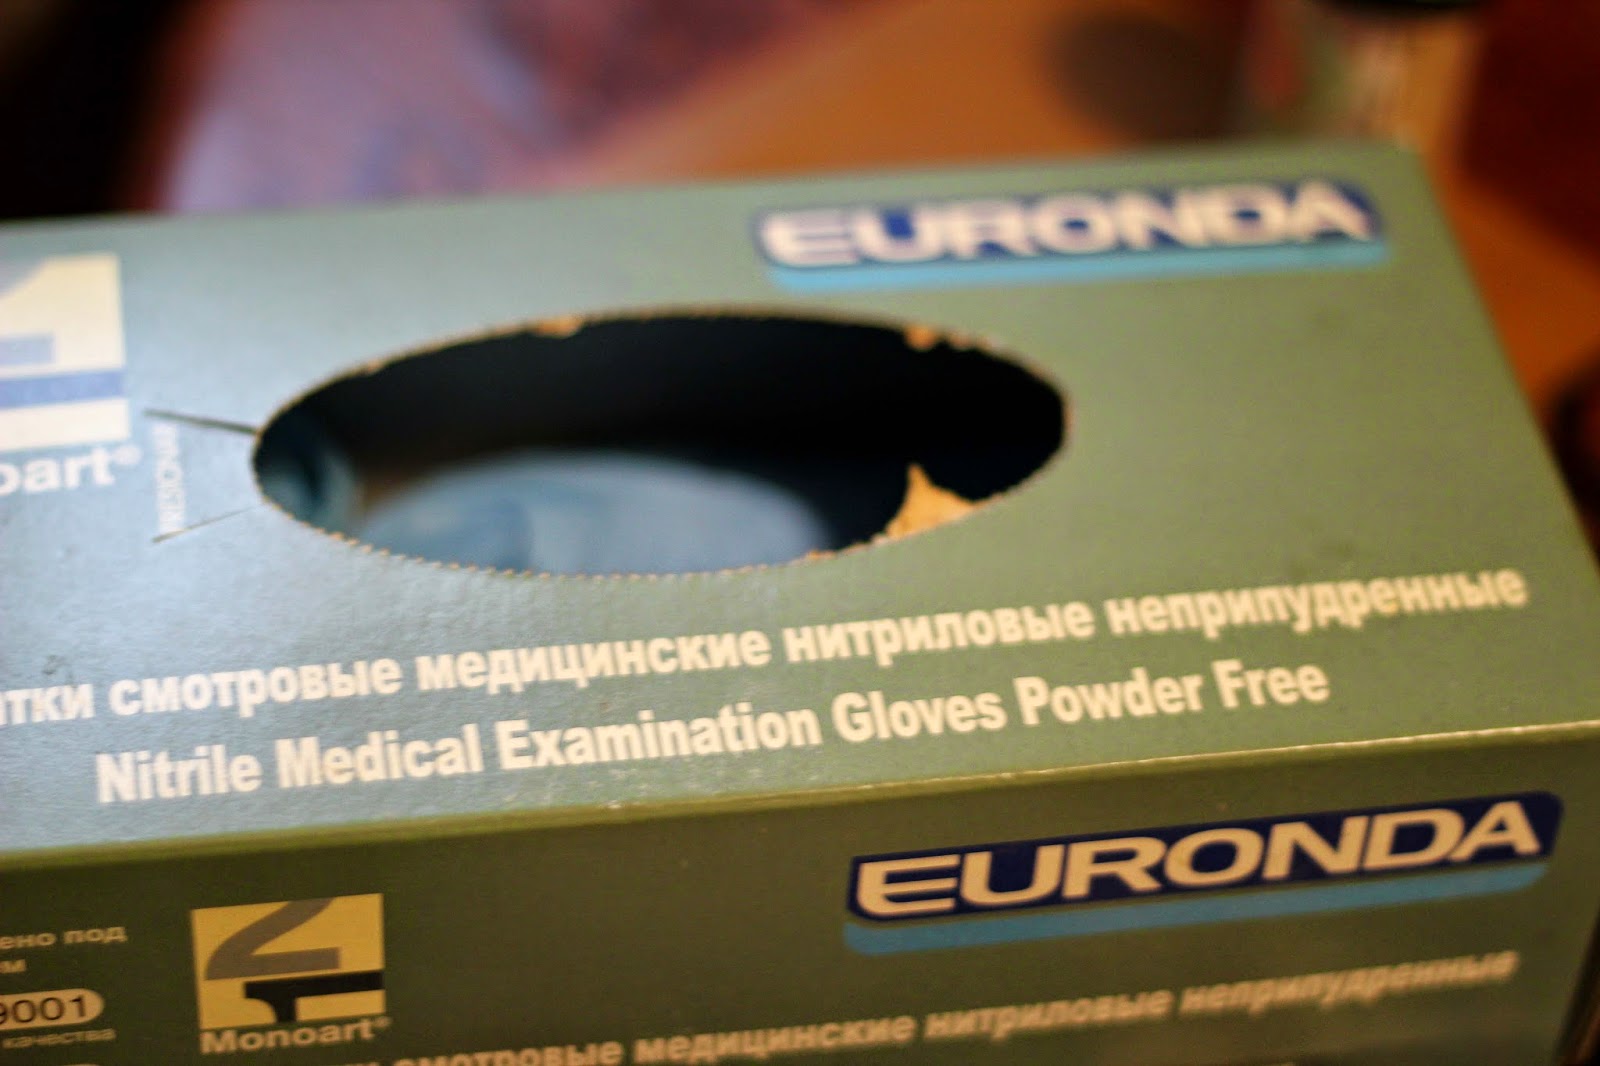 EURONDA
oart®
тки смотровые медицинские нитриловые неприпудренные
Nitrile Medical Examination Gloves Powder Free
EURONDA
ено под
м
9001
качества
Monoart®
смотровые медицинские нитриловые неприпудренные